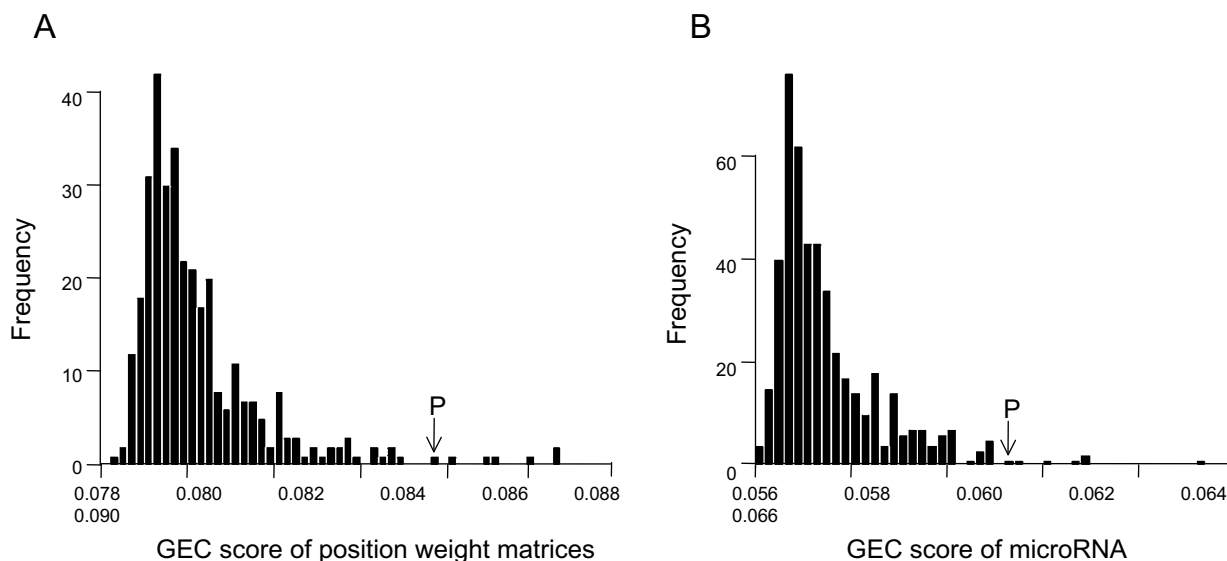 A
Frequency
40
30
20
10
0
P
0.078 0.080 0.082 0.084 0.086 0.088
0.090
GEC score of position weight matrices
B
Frequency
60
40
20
0
P
0.056 0.058 0.060 0.062 0.064
0.066
GEC score of microRNA